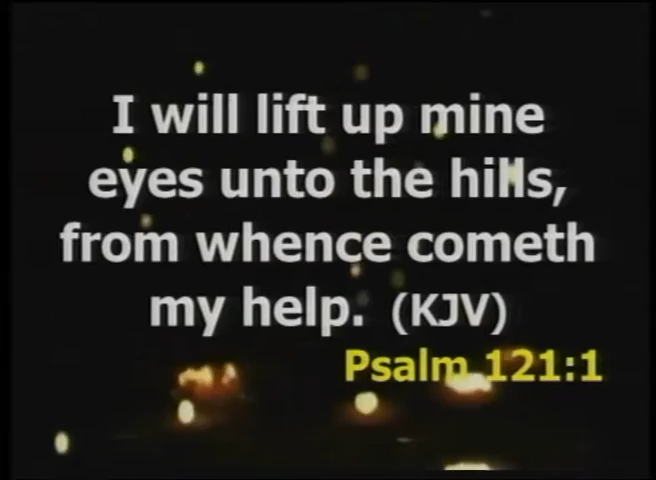 I will lift up mine
eyes unto the hills,
from whence cometh
my help. (KJV)
Psalm 121:1